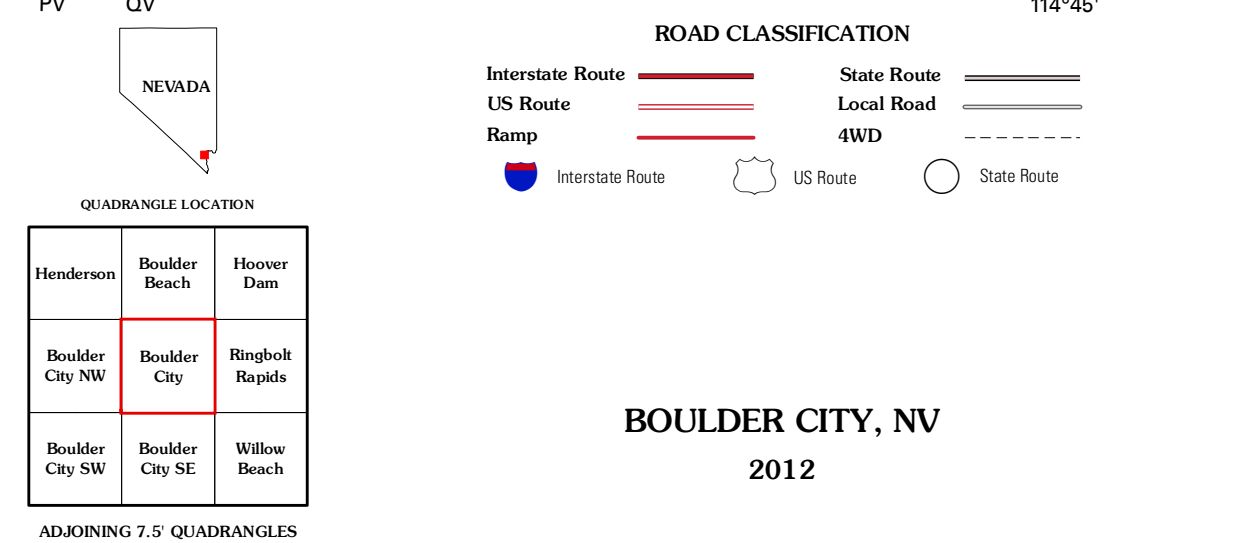 PV QV
114°45'
NEVADA
QUADRANGLE LOCATION
Henderson
Boulder
Beach
Hoover
Dam
Boulder
City NW
Boulder
City
Ringbolt
Rapids
Boulder
City SW
Boulder
City SE
Willow
Beach
ADJOINING 7.5' QUADRANGLES
ROAD CLASSIFICATION
Interstate Route
State Route
US Route
Local Road
Ramp
4WD
Interstate Route
US Route
State Route
BOULDER CITY, NV
2012